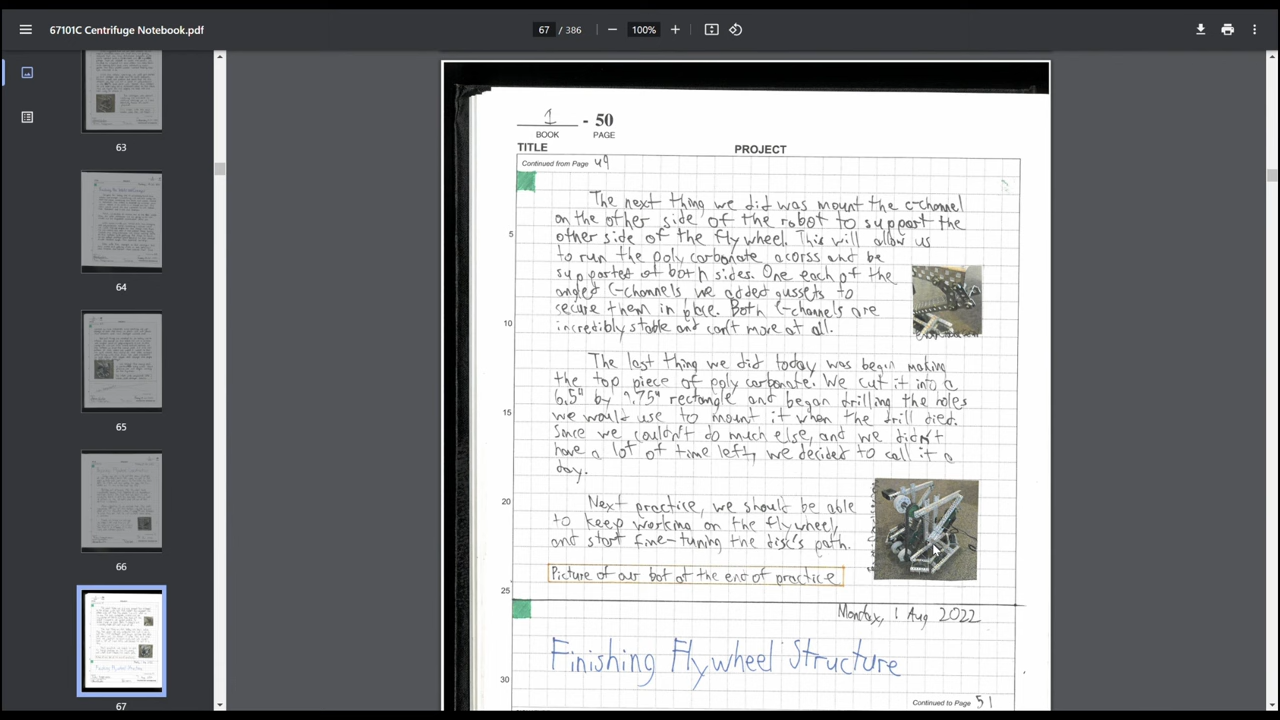 67101C Centrifuge Notebook.pdf
67 / 386
100%
63
64
65
66
67
1 - 50
BOOK PAGE
TITLE PROJECT
Continued from Page 49
The next thing we did was mount the c-channel
on the other side of the robot to support the
5 other side of the flywheel. This will allow us
to run the polycarbonate acorss and be
supported at both sides. One each of the
angled C-channels we added gussets to
secure them in place. Both C-channels are
10 incredibly stable and can't move at all.
The last thing we did today was begin making
the top piece of poly carbonate. We cut it into a
6.5" by 9.75" rectangle and began drilling the holes
15 we would use to mount it when the drill died.
Since we couldn't do much else, and we didn't
have a lot of time left, we decided to call it a
day.
20 Next practice, we should be able
to keep working on the flywheel,
and start fine-tuning the disc's path.
Picture of our bot at the end of practice
25
Monday, 1 Aug 2022
Finishing Flywheel Structure
30
Continued to Page 51